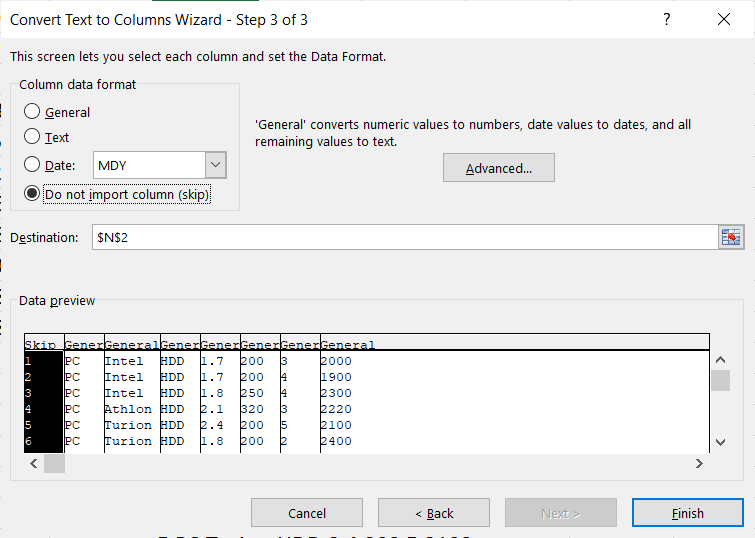 Convert Text to Columns Wizard - Step 3 of 3
This screen lets you select each column and set the Data Format.
Column data format
General
Text
Date: MDY
Do not import column (skip)
'General' converts numeric values to numbers, date values to dates, and all
remaining values to text.
Advanced...
Destination: $N$2
Data preview
Skip Gener General Gener Gener Gener Gener General
1 PC Intel HDD 1.7 200 3 2000
2 PC Intel HDD 1.7 200 4 1900
3 PC Intel HDD 1.8 250 4 2300
4 PC Athlon HDD 2.1 320 3 2220
5 PC Turion HDD 2.4 200 5 2100
6 PC Turion HDD 1.8 200 2 2400
Cancel < Back Next > Finish